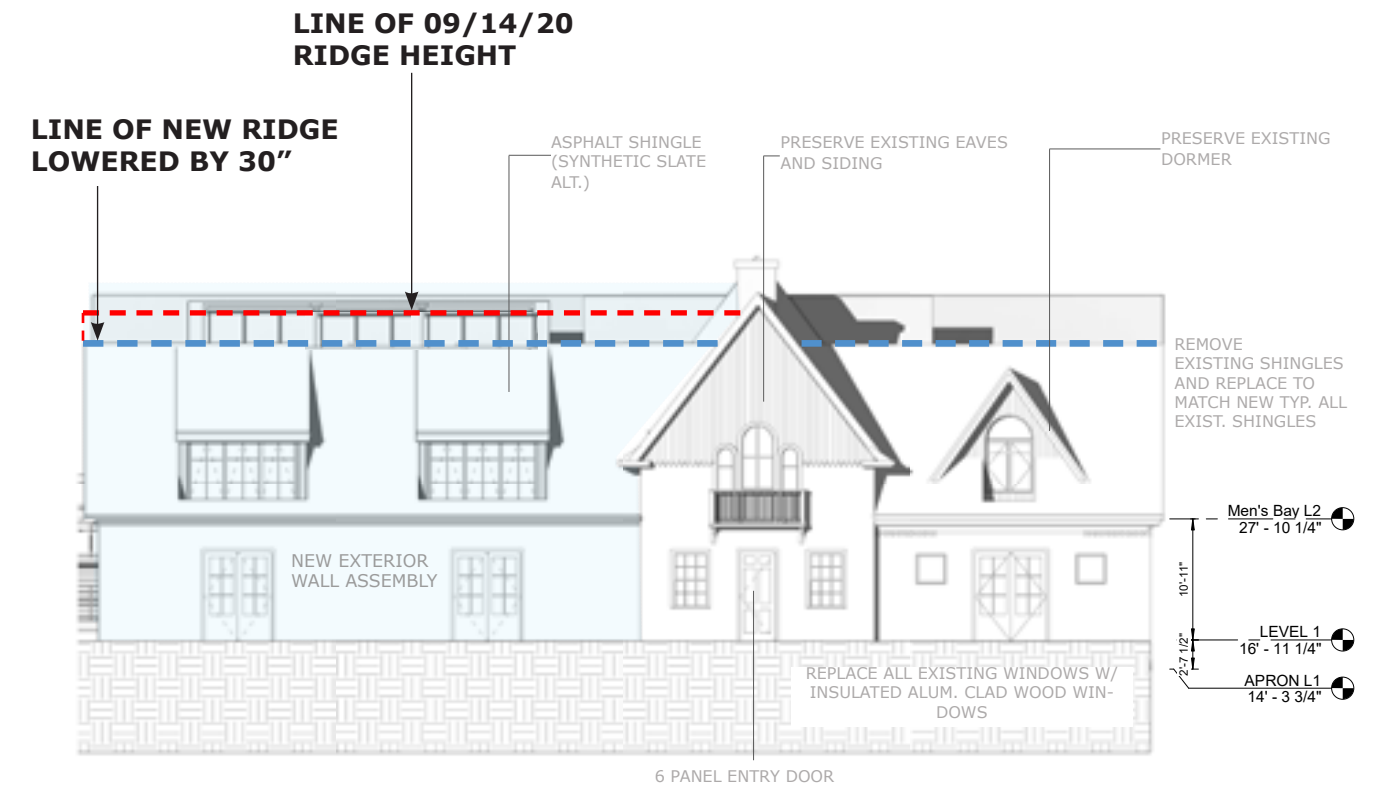 LINE OF 09/14/20
RIDGE HEIGHT
LINE OF NEW RIDGE
LOWERED BY 30”
ASPHALT SHINGLE
(SYNTHETIC SLATE
ALT.)
PRESERVE EXISTING EAVES
AND SIDING
PRESERVE EXISTING
DORMER
REMOVE
EXISTING SHINGLES
AND REPLACE TO
MATCH NEW TYP. ALL
EXIST. SHINGLES
Men's Bay L2
27' - 10 1/4"
10'-11"
NEW EXTERIOR
WALL ASSEMBLY
LEVEL 1
16' - 11 1/4"
2'-7 1/2"
APRON L1
14' - 3 3/4"
REPLACE ALL EXISTING WINDOWS W/
INSULATED ALUM. CLAD WOOD WIN-
DOWS
6 PANEL ENTRY DOOR